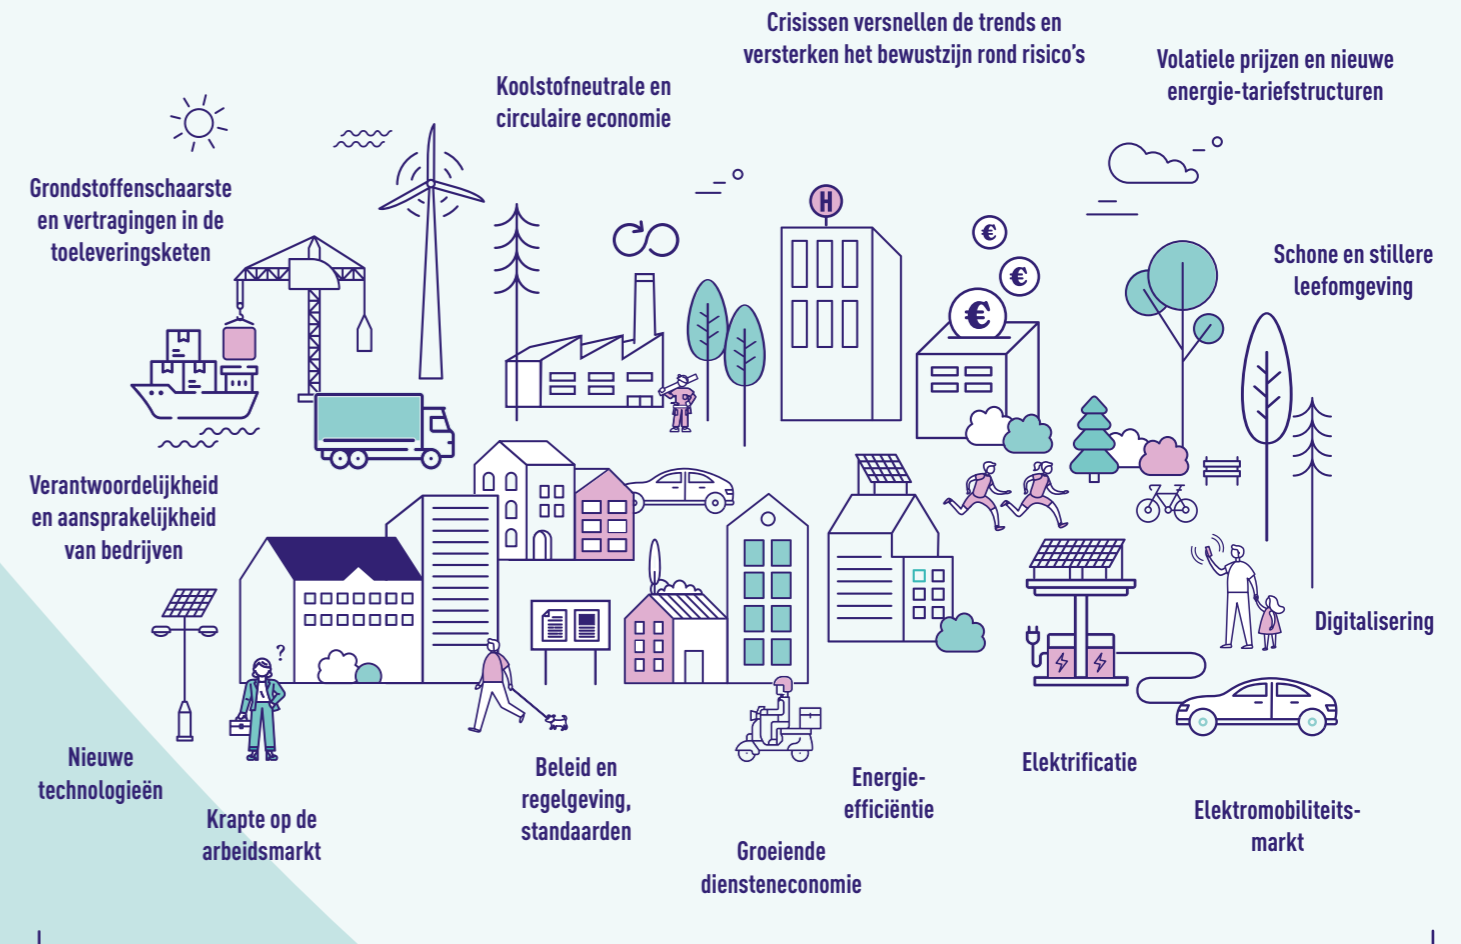 Crisissen versnellen de trends en
versterken het bewustzijn rond risico's
Volatiele prijzen en nieuwe
energie-tariefstructuren
Koolstofneutrale en
circulaire economie
Grondstoffenschaarste
en vertragingen in de
toeleveringsketen
H
€
€
€
Schone en stillere
leefomgeving
Verantwoordelijkheid
en aansprakelijkheid
van bedrijven
?
Digitalisering
Nieuwe
technologieën
Krapte op de
arbeidsmarkt
Beleid en
regelgeving,
standaarden
Groeiende
diensteneconomie
Energie-
efficiëntie
Elektrificatie
Elektromobiliteits-
markt